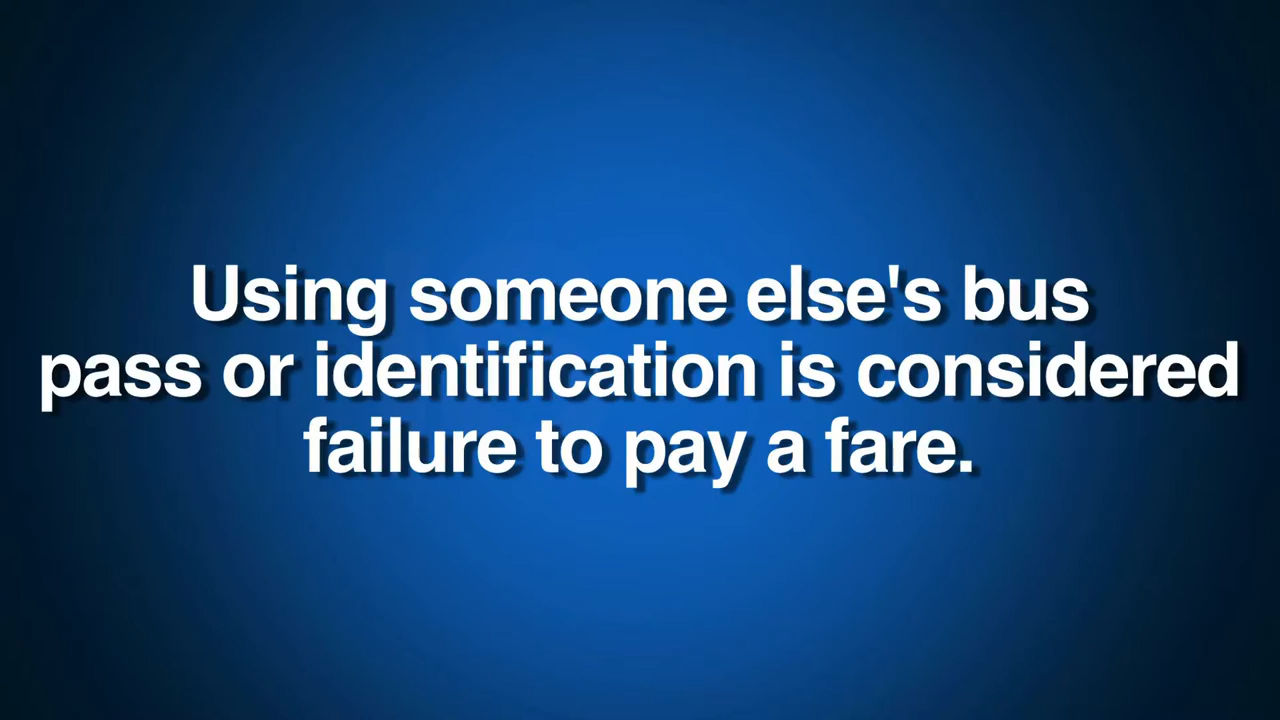 Using someone else's bus
pass or identification is considered
failure to pay a fare.